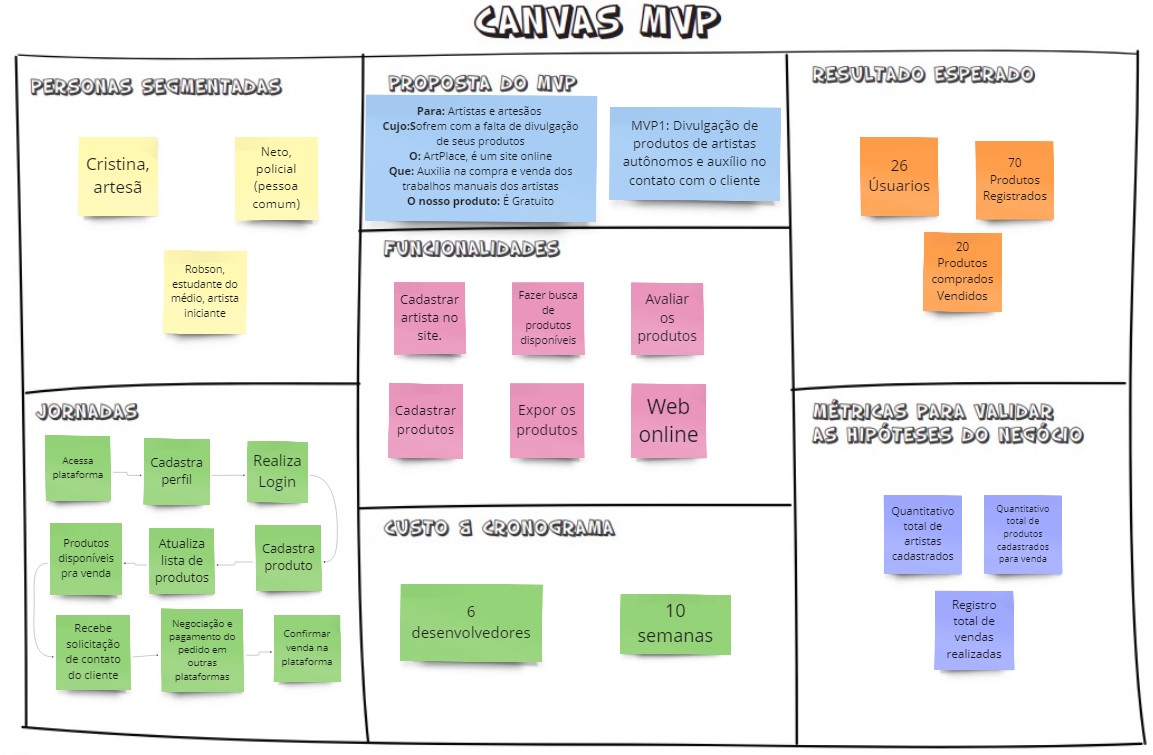 CANVAS MVP
PERSONAS SEGMENTADAS
Cristina,
artesã
Neto,
policial
(pessoa
comum)
Robson,
estudante do
médio, artista
iniciante
PROPOSTA DO MVP
Para: Artistas e artesãos
Cujo:Sofrem com a falta de divulgação
de seus produtos
O: ArtPlace, é um site online
Que: Auxilia na compra e venda dos
trabalhos manuais dos artistas
O nosso produto: É Gratuito
MVP1: Divulgação de
produtos de artistas
autônomos e auxílio no
contato com o cliente
RESULTADO ESPERADO
26
Úsuarios
70
Produtos
Registrados
20
Produtos
comprados
Vendidos
FUNCIONALIDADES
Cadastrar
artista no
site.
Fazer busca
de
produtos
disponíveis
Avaliar
os
produtos
Cadastrar
produtos
Expor os
produtos
Web
online
JORNADAS
Acessa
plataforma
Cadastra
perfil
Realiza
Login
Cadastra
produto
Atualiza
lista de
produtos
Produtos
disponíveis
pra venda
Recebe
solicitação
de contato
do cliente
Negociação e
pagamento do
pedido em
outras
plataformas
Confirmar
venda na
plataforma
CUSTO & CRONOGRAMA
6
desenvolvedores
10
semanas
MÉTRICAS PARA VALIDAR
AS HIPÓTESES DO NEGÓCIO
Quantitativo
total de
artistas
cadastrados
Quantitativo
total de
produtos
cadastrados
para venda
Registro
total de
vendas
realizadas